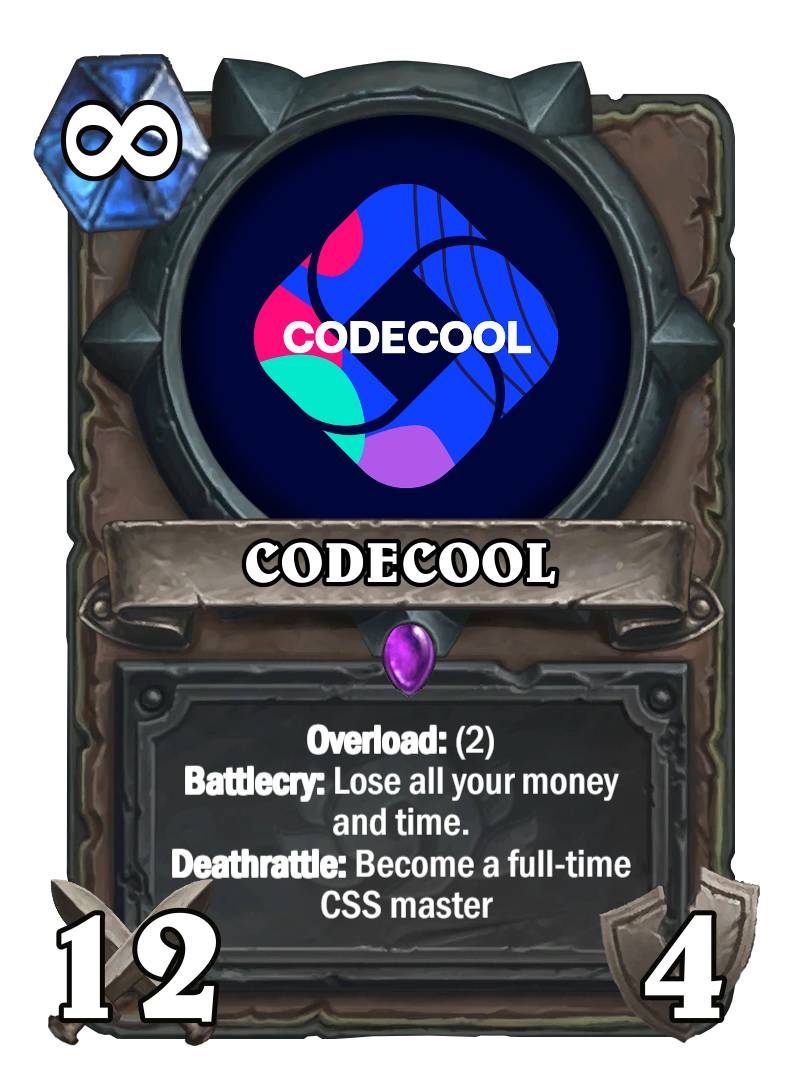 ∞
CODECOOL
CODECOOL
Overload: (2)
Battlecry: Lose all your money
and time.
Deathrattle: Become a full-time
CSS master
12
4